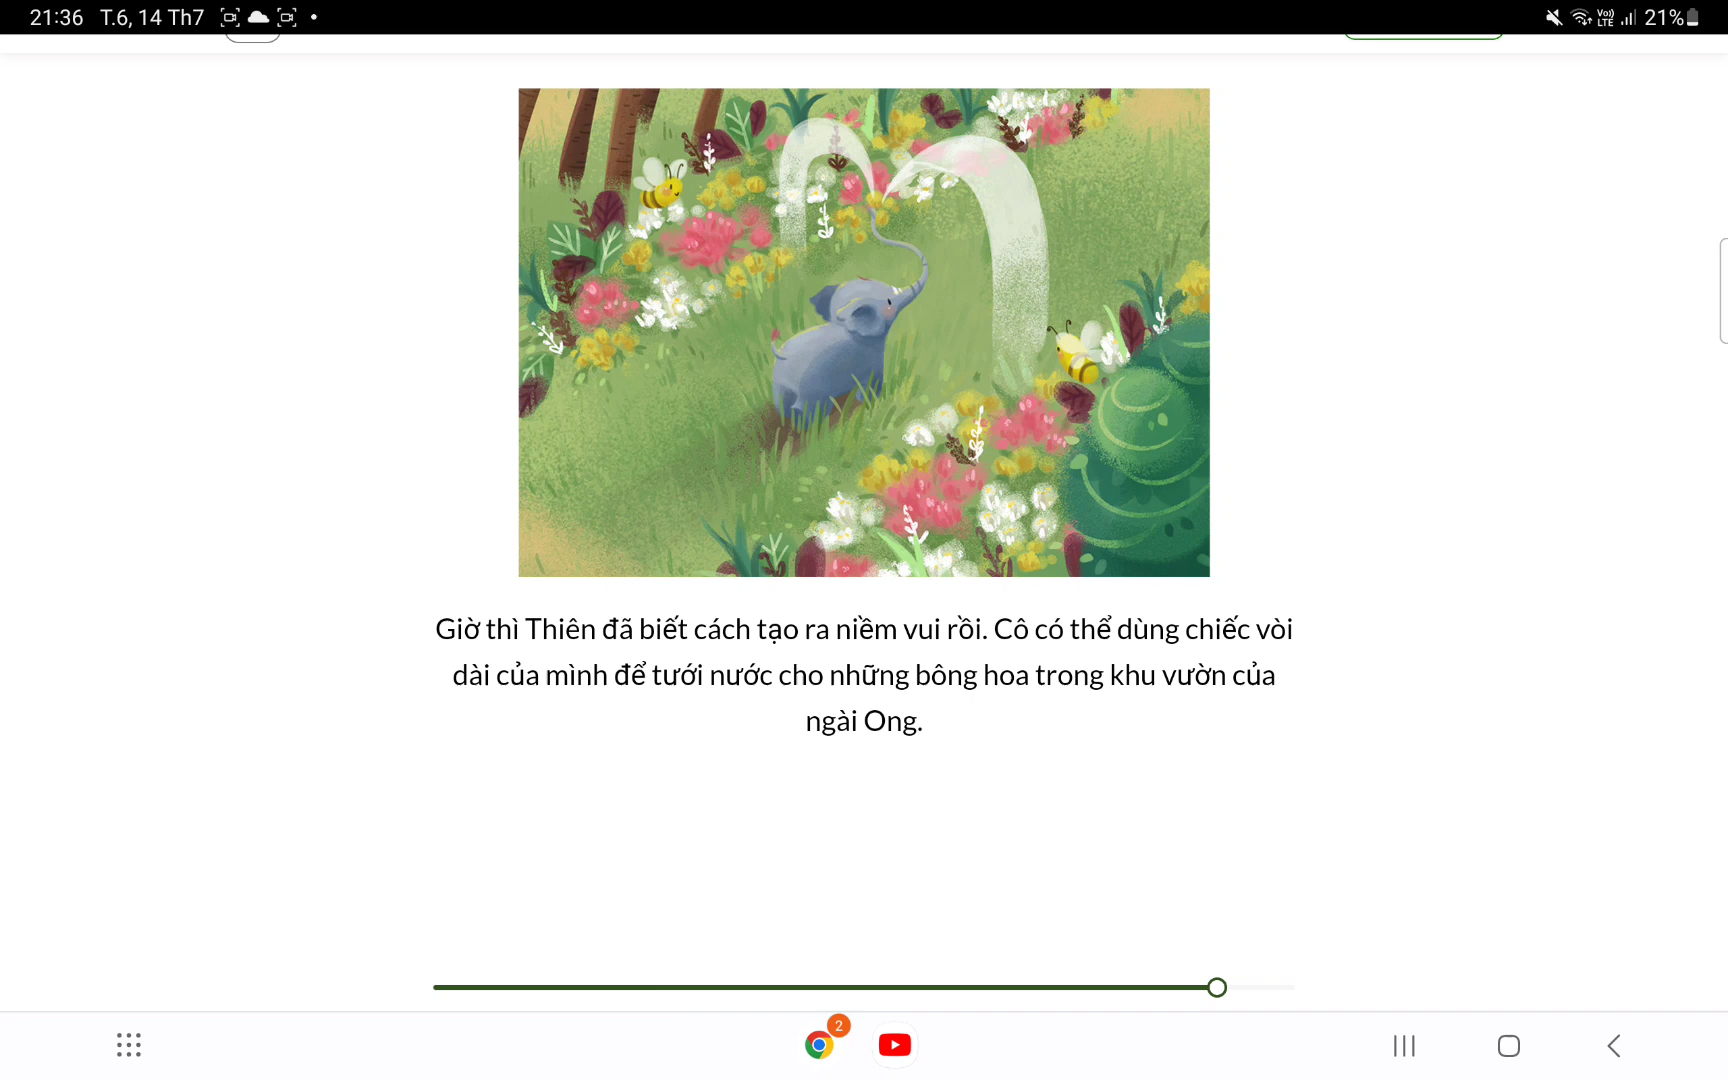 21:36 T.6, 14 Th7 21%
Vo)) LTE
Giờ thì Thiên đã biết cách tạo ra niềm vui rồi. Cô có thể dùng chiếc vòi
dài của mình để tưới nước cho những bông hoa trong khu vườn của
ngài Ong.
2